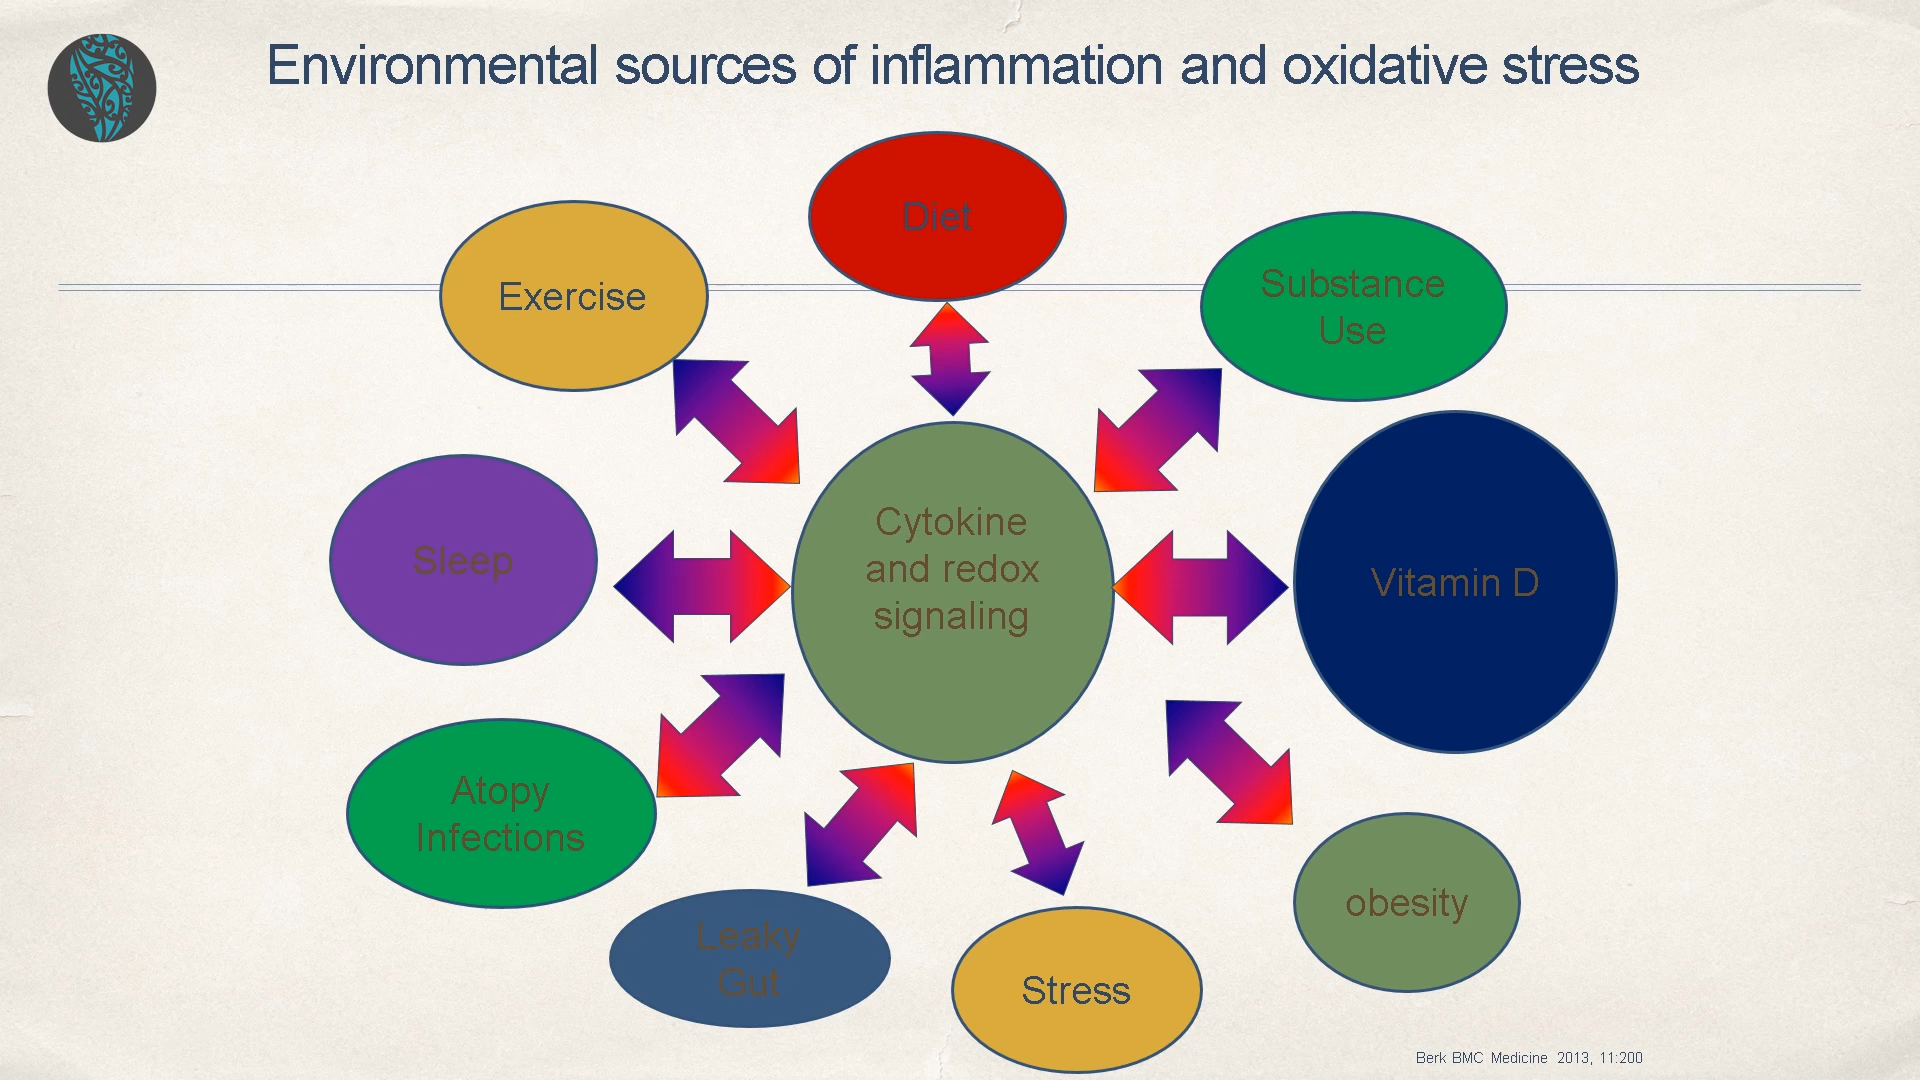 Environmental sources of inflammation and oxidative stress
Diet
Exercise
Substance
Use
Cytokine
and redox
signaling
Sleep
Vitamin D
Atopy
Infections
Leaky
Gut
Stress
obesity
Berk BMC Medicine 2013, 11:200